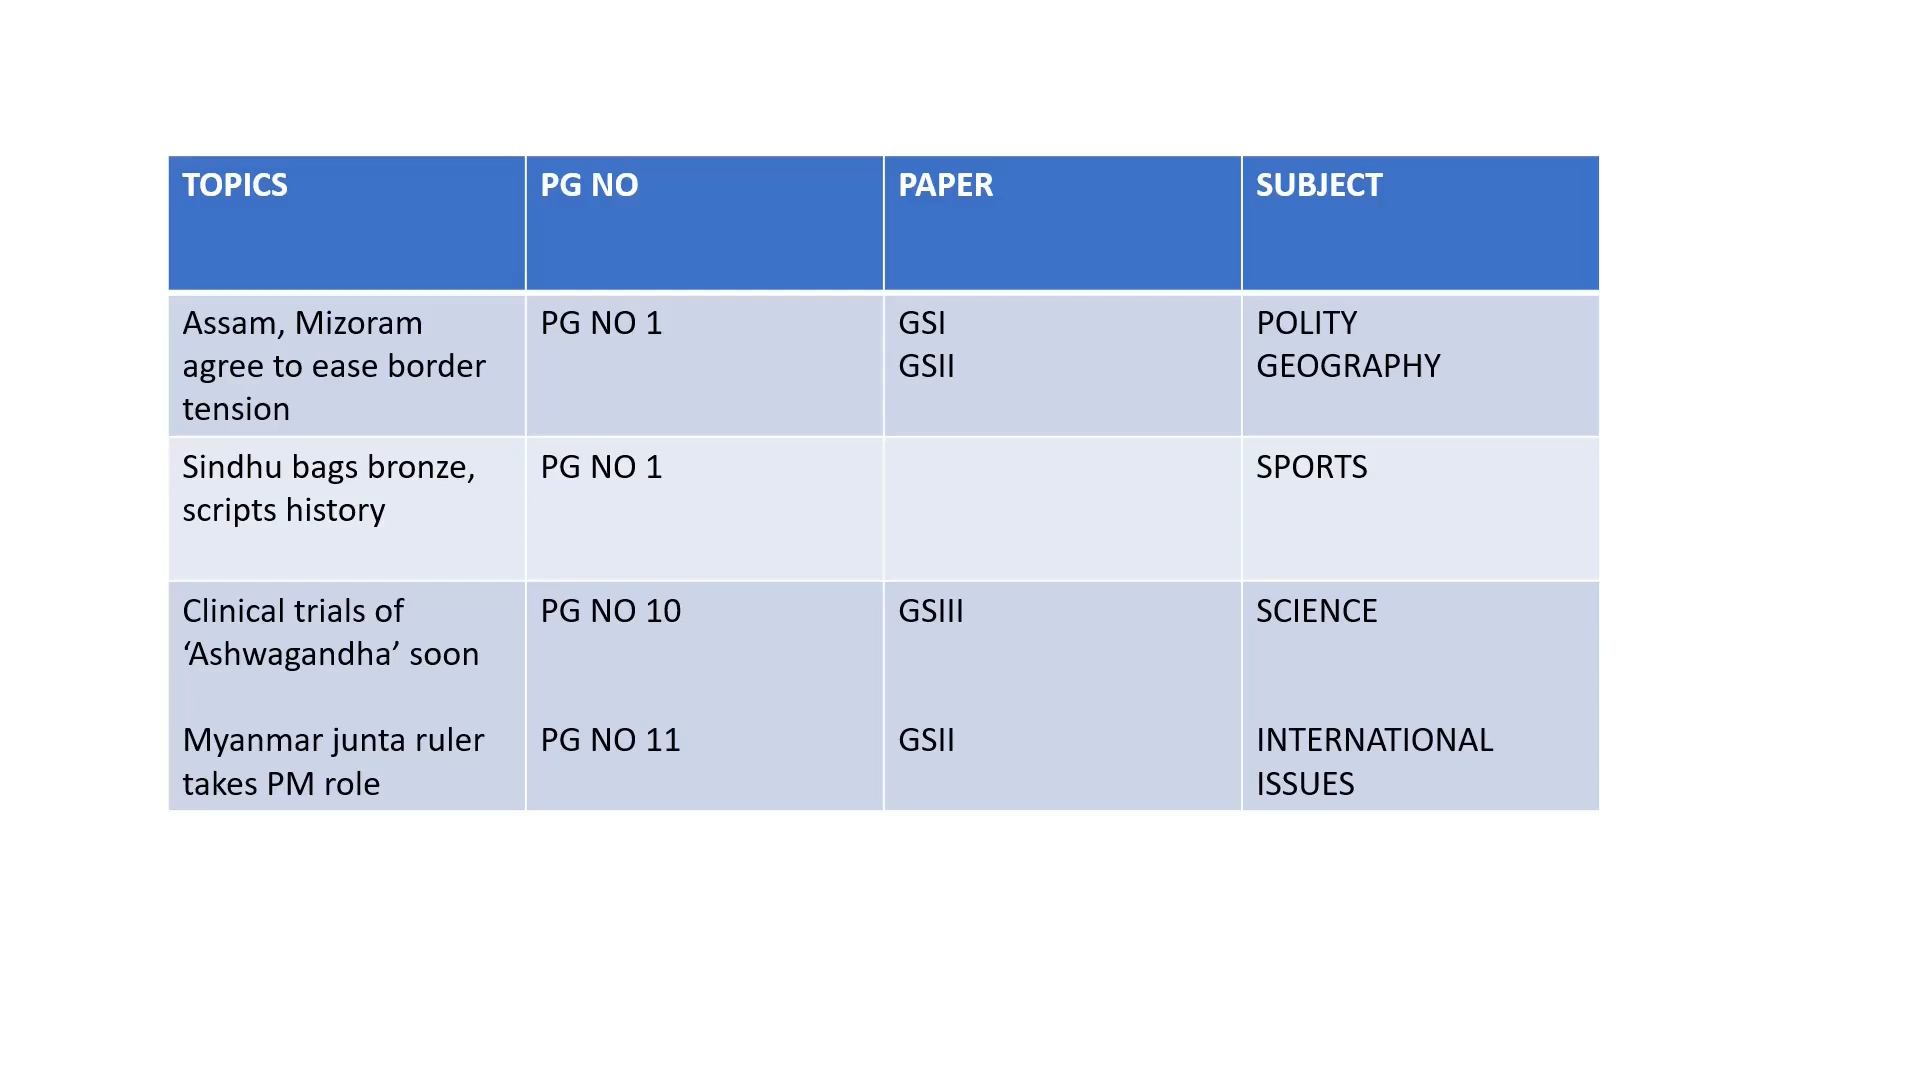 TOPICS PG NO PAPER SUBJECT
Assam, Mizoram PG NO 1 GSI POLITY
agree to ease border GSII GEOGRAPHY
tension
Sindhu bags bronze, PG NO 1 SPORTS
scripts history
Clinical trials of PG NO 10 GSIII SCIENCE
‘Ashwagandha’ soon
Myanmar junta ruler PG NO 11 GSII INTERNATIONAL
takes PM role ISSUES